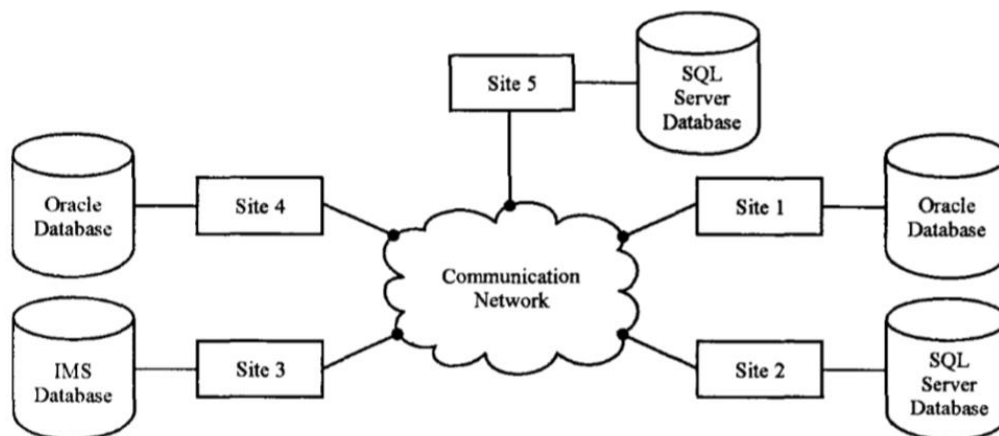 Site 5
SQL
Server
Database
Oracle
Database
Site 4
Site 1
Oracle
Database
Communication
Network
IMS
Database
Site 3
Site 2
SQL
Server
Database